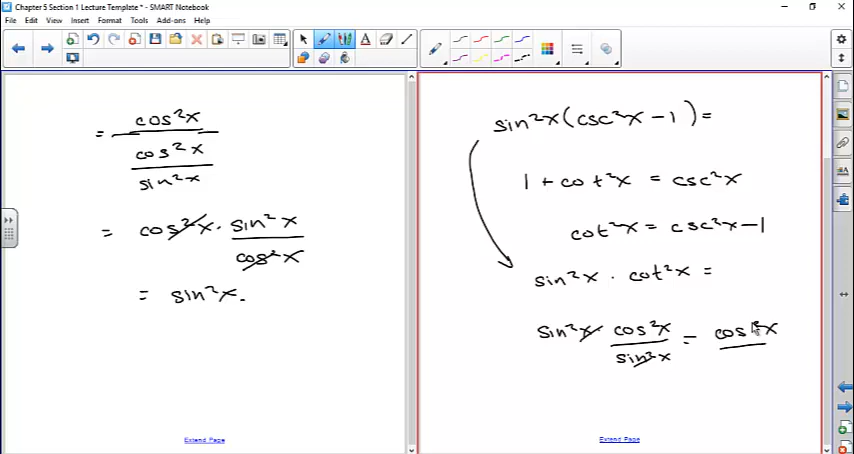 Chapter 5 Section 1 Lecture Template * - SMART Notebook
File Edit View Insert Format Tools Add-ons Help
= cos²x
cos²x
sin²x
= cos²x · sin²x
cos²x
= sin²x.
Extend Page
sin²x(csc²x - 1) =
1 + cot²x = csc²x
cot²x = csc²x - 1
sin²x · cot²x =
sin²x cos²x = cos²x
sin²x
Extend Page